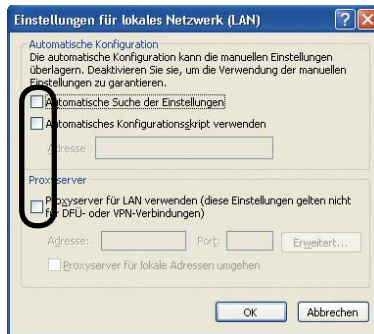 Einstellungen für lokales Netzwerk (LAN)
Automatische Konfiguration
Die automatische Konfiguration kann die manuellen Einstellungen
überlagern. Deaktivieren Sie sie, um die Verwendung der manuellen
Einstellungen zu garantieren.
Automatische Suche der Einstellungen
Automatisches Konfigurationsskript verwenden
Adresse
Proxyserver
Proxyserver für LAN verwenden (diese Einstellungen gelten nicht
für DFÜ- oder VPN-Verbindungen)
Adresse: Port: Erweitert...
Proxyserver für lokale Adressen umgehen
OK Abbrechen